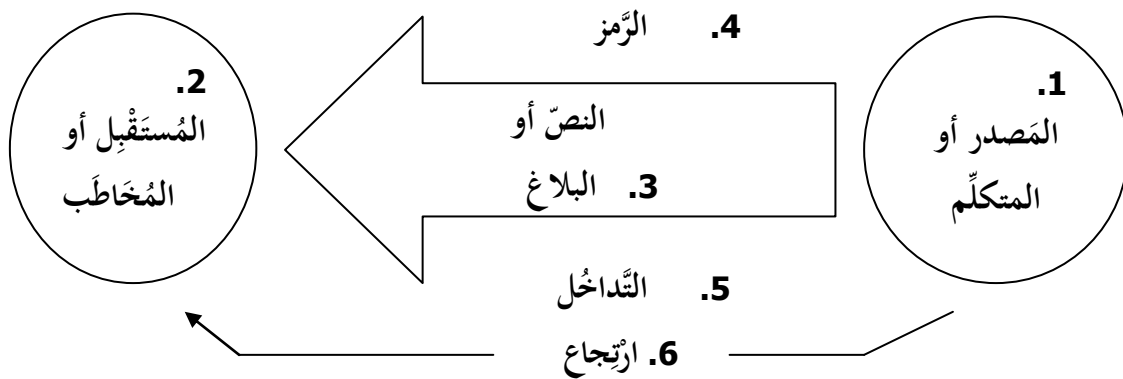 4. الرَّمز
1.
المَصدر أو
المتكلِّم
2.
المُستَقْبِل أو
المُخَاطَب
النصّ أو
3. البلاغ
5. التَّداخُل
6. ارْتِجاع